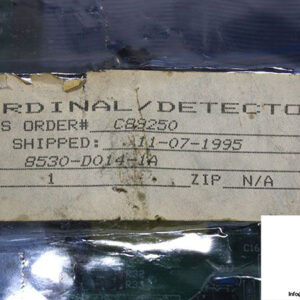 RDINAL/DETECTO
S ORDER# C88250
SHIPPED: 11-07-1995
8530-D014-1A
1 ZIP N/A